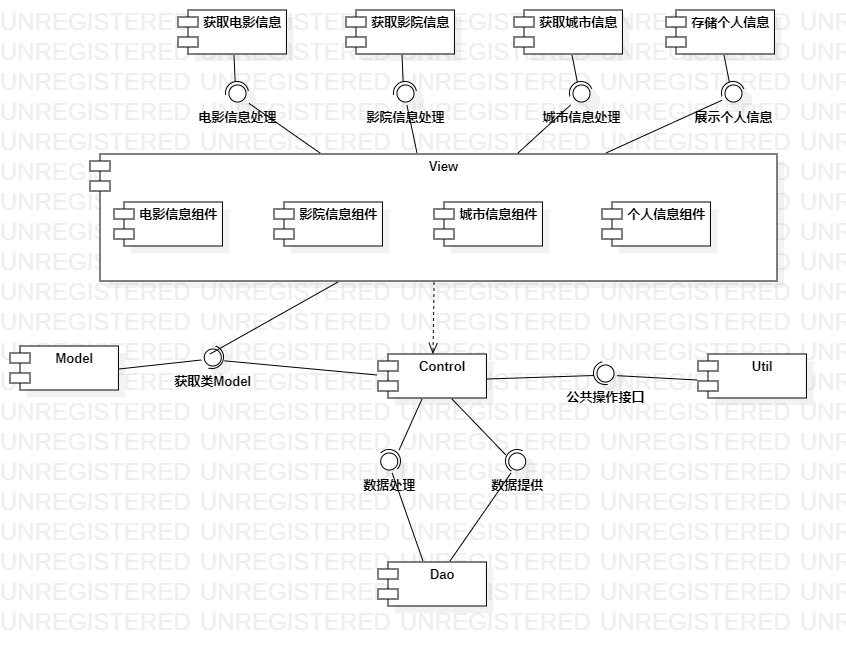 获取电影信息
获取影院信息
获取城市信息
存储个人信息
电影信息处理
影院信息处理
城市信息处理
展示个人信息
View
电影信息组件
影院信息组件
城市信息组件
个人信息组件
Model
获取类Model
Control
公共操作接口
Util
数据处理
数据提供
Dao
UNREGISTERED